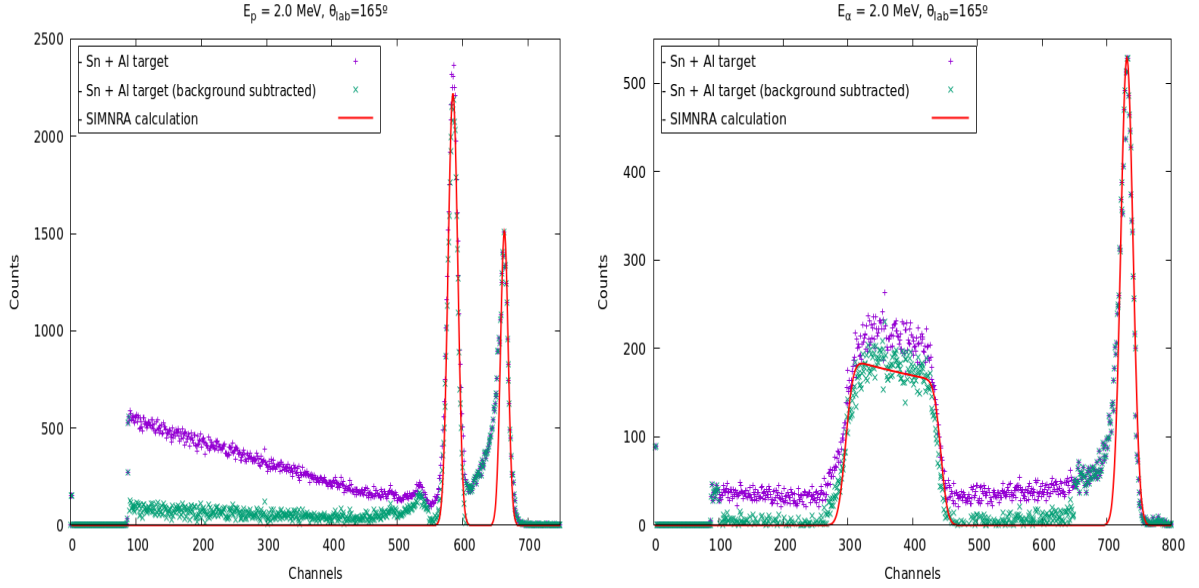 E_p = 2.0 MeV, θ_lab=165º
Counts
2500
2000
1500
1000
500
0
- Sn + Al target
- Sn + Al target (background subtracted)
- SIMNRA calculation
0 100 200 300 400 500 600 700
Channels
E_α = 2.0 MeV, θ_lab=165º
Counts
500
400
300
200
100
0
- Sn + Al target
- Sn + Al target (background subtracted)
- SIMNRA calculation
0 100 200 300 400 500 600 700 800
Channels